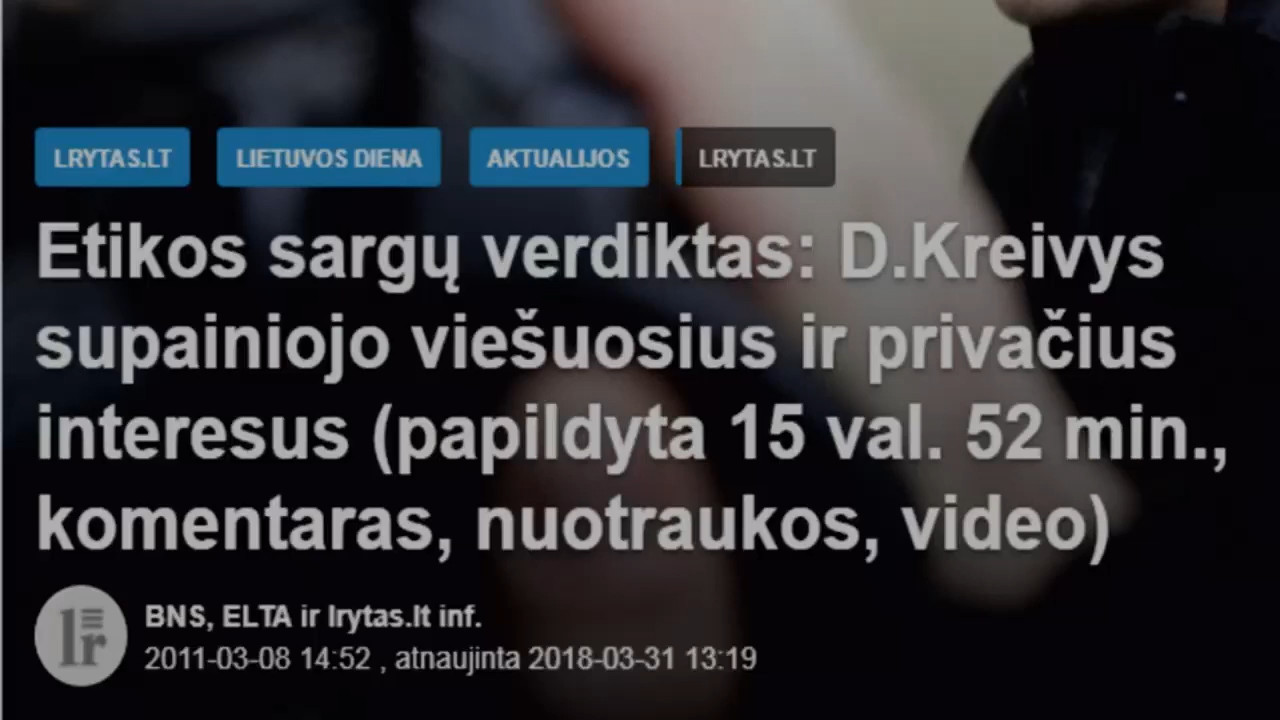 LRYTAS.LT LIETUVOS DIENA AKTUALIJOS LRYTAS.LT
Etikos sargų verdiktas: D.Kreivys
supainiojo viešuosius ir privačius
interesus (papildyta 15 val. 52 min.,
komentaras, nuotraukos, video)
lr
BNS, ELTA ir lrytas.lt inf.
2011-03-08 14:52 , atnaujinta 2018-03-31 13:19